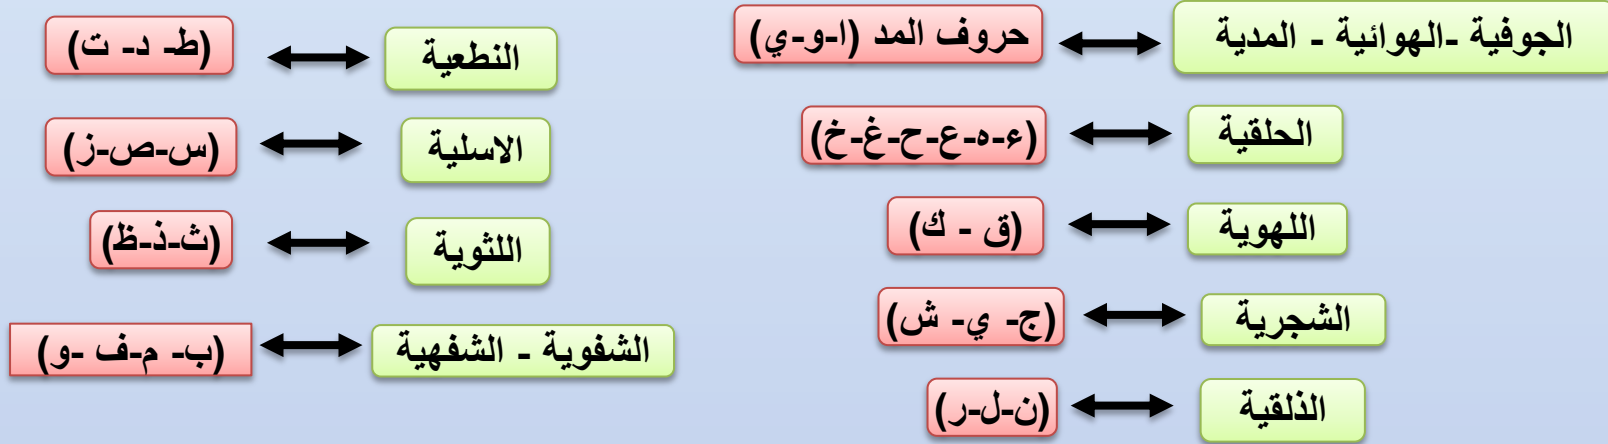 الجوفية -الهوائية - المدية
حروف المد (ا-و-ي)
الحلقية
(ء-ه-ع-ح-غ-خ)
اللهوية
(ق - ك)
الشجرية
(ج- ي- ش)
الذلقية
(ن-ل-ر)
النطعية
(ط- د- ت)
الاسلية
(س-ص-ز)
اللثوية
(ث-ذ-ظ)
الشفوية - الشفهية
(ب- م-ف -و)